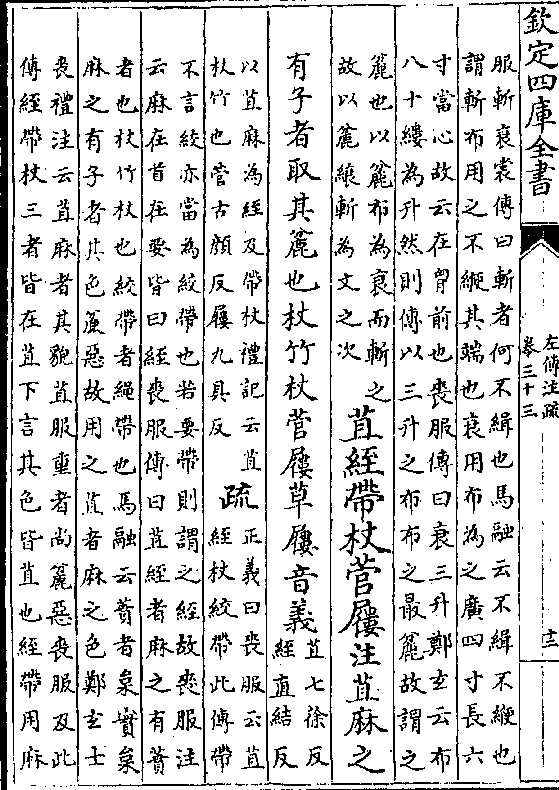 欽定四庫全書
左傳注疏
卷三十三
十二
服斬衰裳傳曰斬者何不緝也馬融云不緝不緶也
謂斬布用之不緶其端也衰用布為之廣四寸長六
寸當心故云在胷前也喪服傳曰衰三升鄭玄云布
八十縷為升然則傳以三升之布布之最麤故謂之
麤也以麤布為衰而斬之
故以麤縗斬為文之次
苴絰帶杖菅屨注苴麻之
有子者取其麤也杖竹杖菅屨草屨音義
苴七徐反
絰直結反
以苴麻為絰及帶杖禮記云苴
杖竹也菅古顏反屨九具反
疏
正義曰喪服云苴
絰杖絞帶此傳帶
不言絞亦當為絞帶也若要帶則謂之絰故喪服注
云麻在首在要皆曰絰喪服傳曰苴絰者麻之有蕡
者也杖竹杖也絞帶者繩帶也馬融云蕡者枲實枲
麻之有子者其色麤惡故用之苴者麻之色鄭玄士
喪禮注云苴麻者其貌苴服重者尚麤惡喪服及此
傳絰帶杖三者皆在苴下言其色皆苴也絰帶用麻